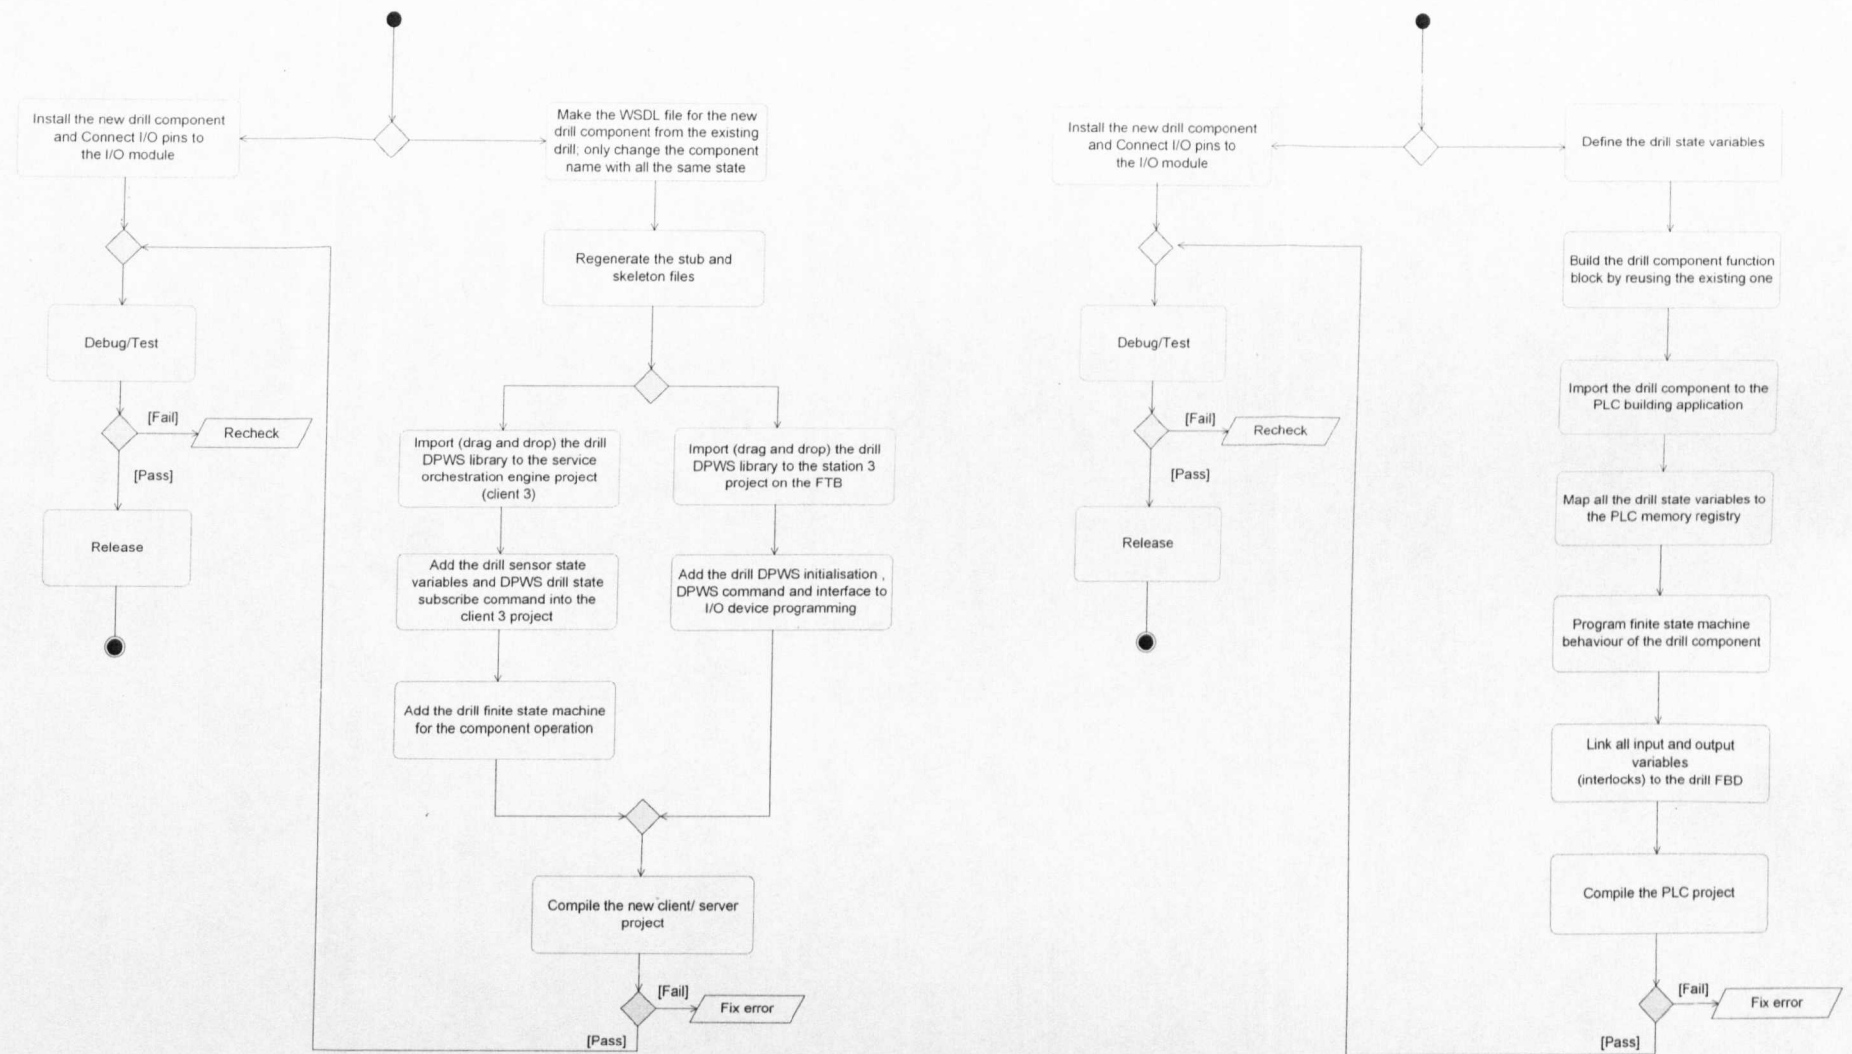 Install the new drill component
and Connect I/O pins to
the I/O module
Make the WSDL file for the new
drill component from the existing
drill; only change the component
name with all the same state
Regenerate the stub and
skeleton files
Debug/Test
[Fail]
Recheck
[Pass]
Release
Import (drag and drop) the drill
DPWS library to the service
orchestration engine project
(client 3)
Import (drag and drop) the drill
DPWS library to the station 3
project on the FTB
Add the drill sensor state
variables and DPWS drill state
subscribe command into the
client 3 project
Add the drill DPWS initialisation ,
DPWS command and interface to
I/O device programming
Add the drill finite state machine
for the component operation
Compile the new client/ server
project
[Fail]
Fix error
[Pass]
Install the new drill component
and Connect I/O pins to
the I/O module
Define the drill state variables
Build the drill component function
block by reusing the existing one
Debug/Test
[Fail]
Recheck
[Pass]
Release
Import the drill component to the
PLC building application
Map all the drill state variables to
the PLC memory registry
Program finite state machine
behaviour of the drill component
Link all input and output
variables
(interlocks) to the drill FBD
Compile the PLC project
[Fail]
Fix error
[Pass]